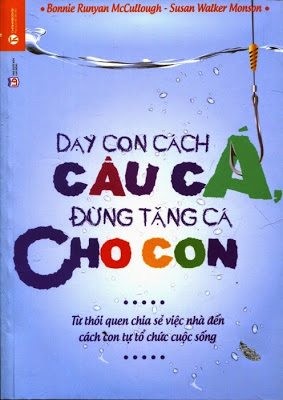 • Bonnie Runyan McCullough - Susan Walker Monson •
DẠY CON CÁCH
CÂU CÁ,
ĐỪNG TẶNG CÁ
CHO CON
Từ thói quen chia sẻ việc nhà đến
cách con tự tổ chức cuộc sống